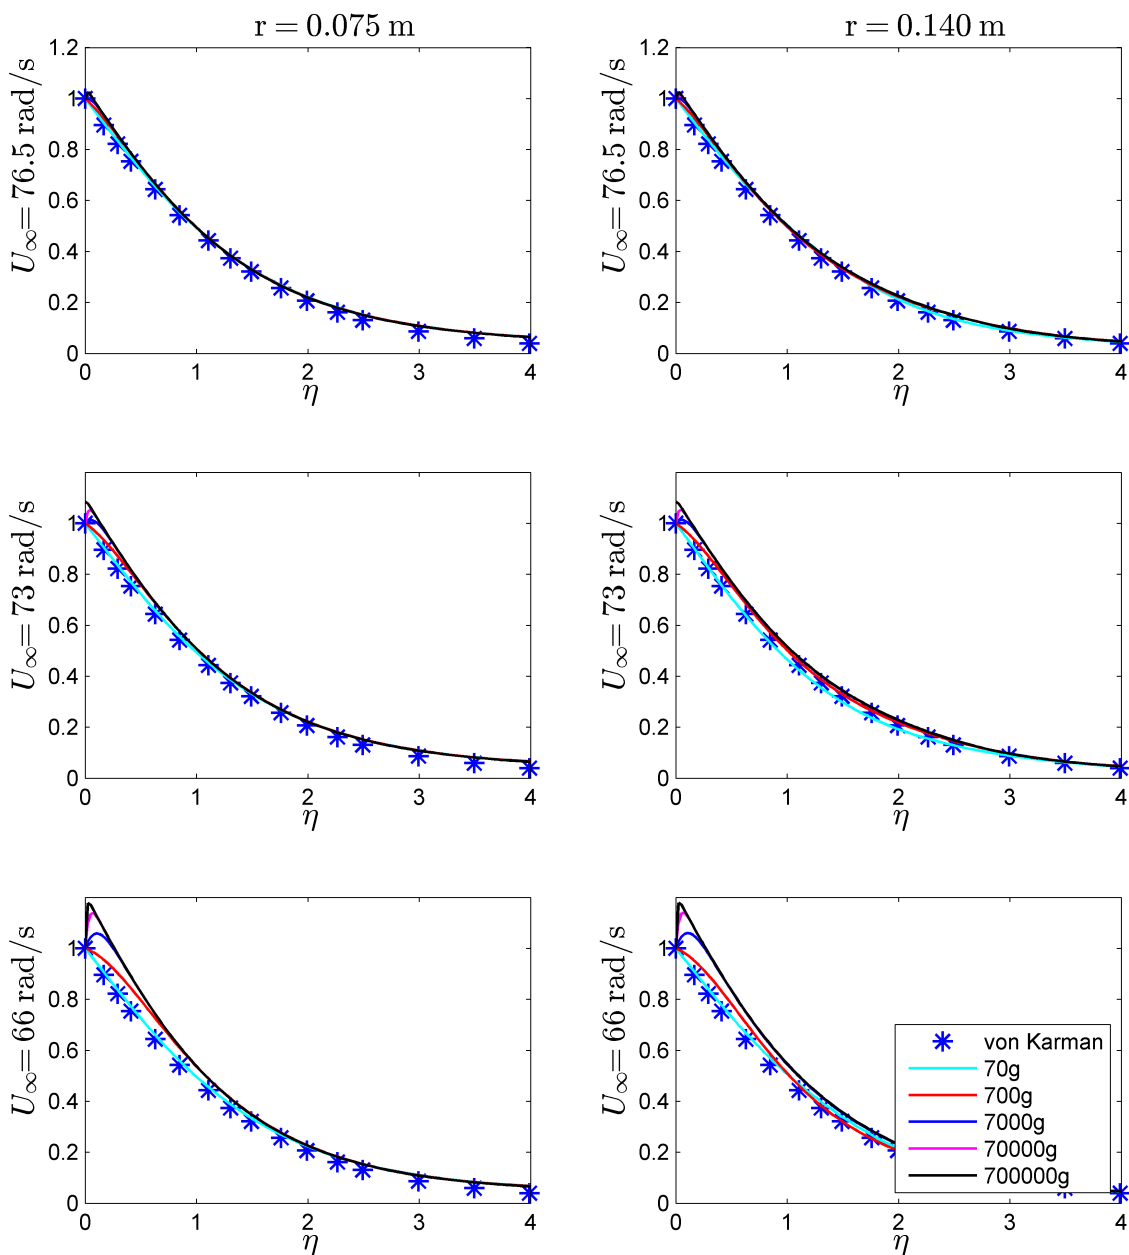 r = 0.075 m
r = 0.140 m
U∞= 76.5 rad/s
1.2
1
0.8
0.6
0.4
0.2
0
0 1 2 3 4
η
U∞= 76.5 rad/s
1.2
1
0.8
0.6
0.4
0.2
0
0 1 2 3 4
η
U∞= 73 rad/s
1
0.8
0.6
0.4
0.2
0
0 1 2 3 4
η
U∞= 73 rad/s
1
0.8
0.6
0.4
0.2
0
0 1 2 3 4
η
U∞= 66 rad/s
1
0.8
0.6
0.4
0.2
0
0 1 2 3 4
η
U∞= 66 rad/s
1
0.8
0.6
0.4
0.2
0
0 1 2 3 4
η
von Karman
70g
700g
7000g
70000g
700000g